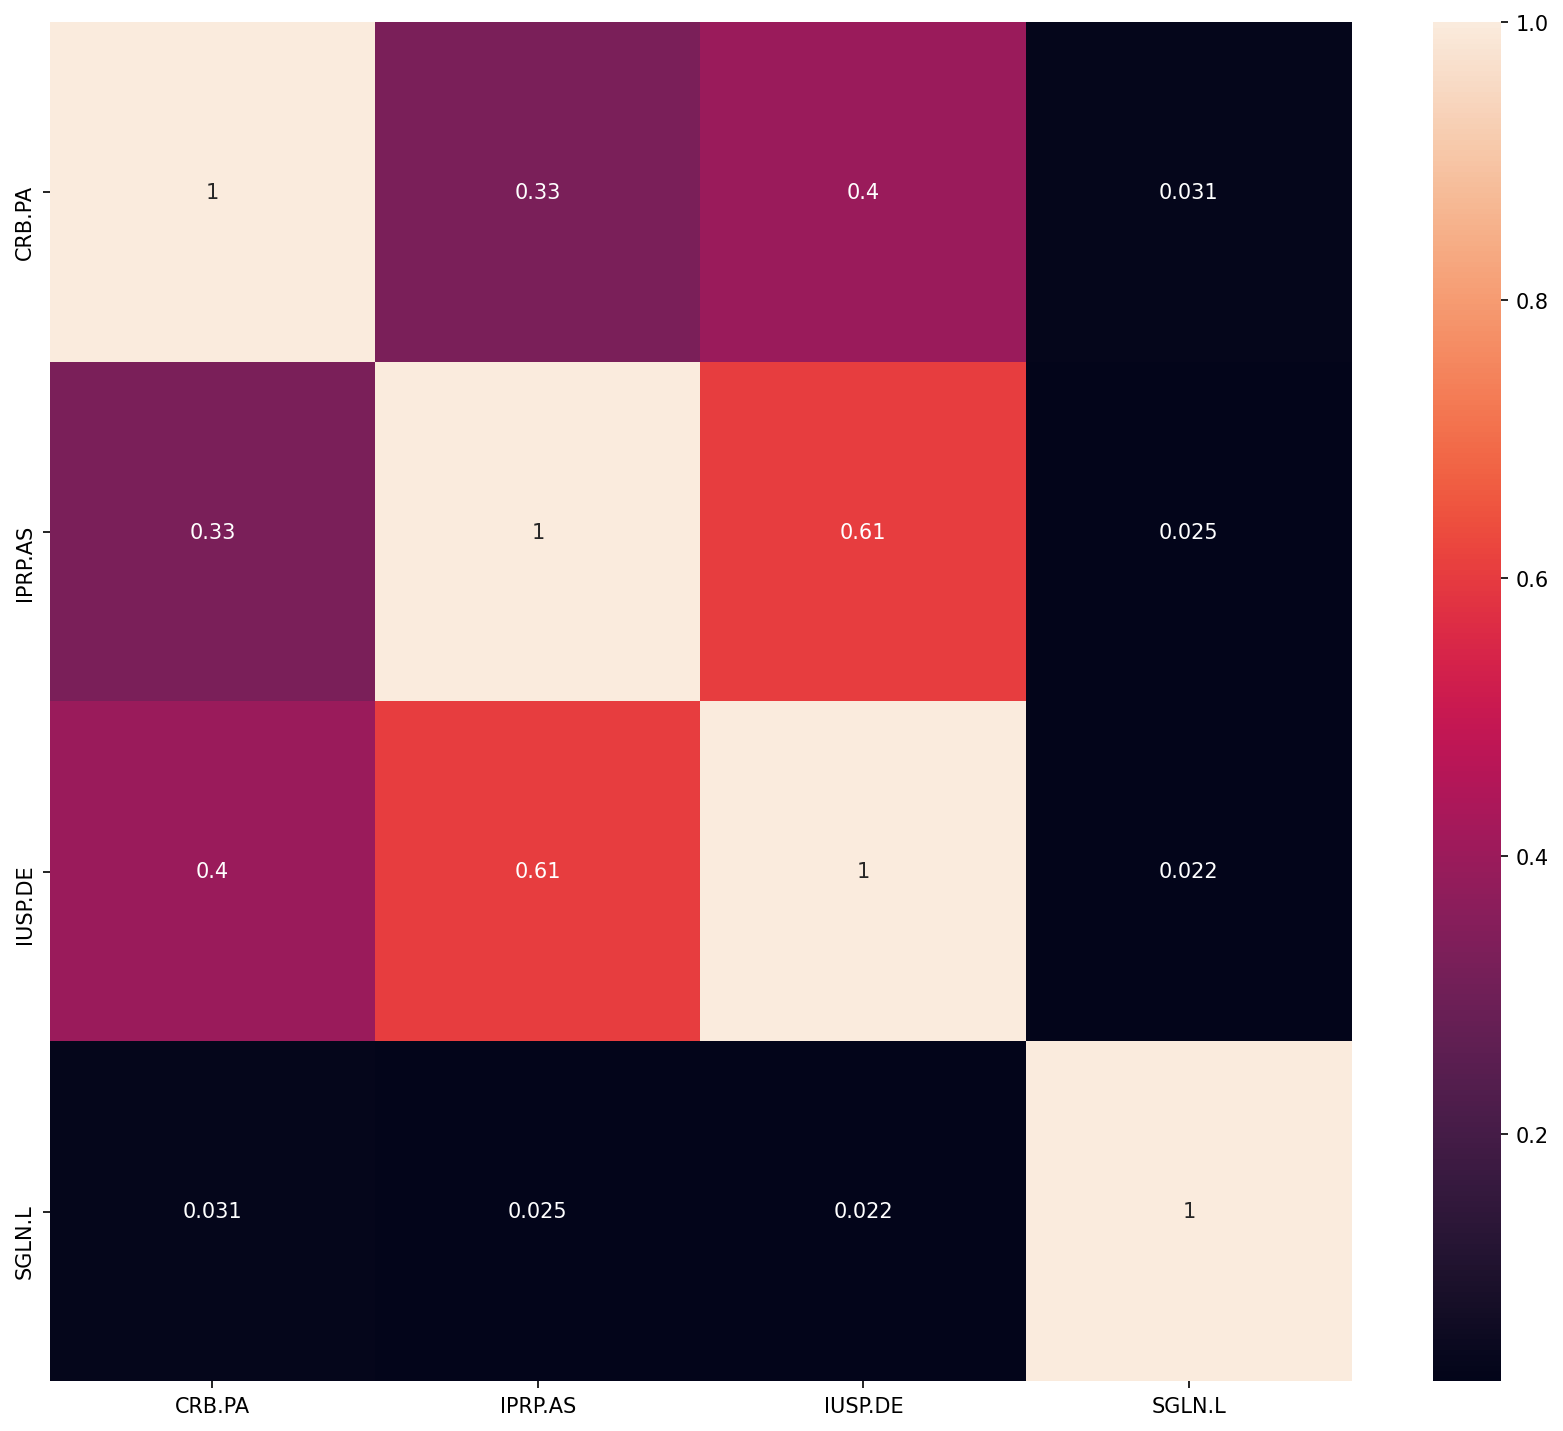 CRB.PA 1 0.33 0.4 0.031
IPRP.AS 0.33 1 0.61 0.025
IUSP.DE 0.4 0.61 1 0.022
SGLN.L 0.031 0.025 0.022 1
CRB.PA IPRP.AS IUSP.DE SGLN.L
1.0
0.8
0.6
0.4
0.2